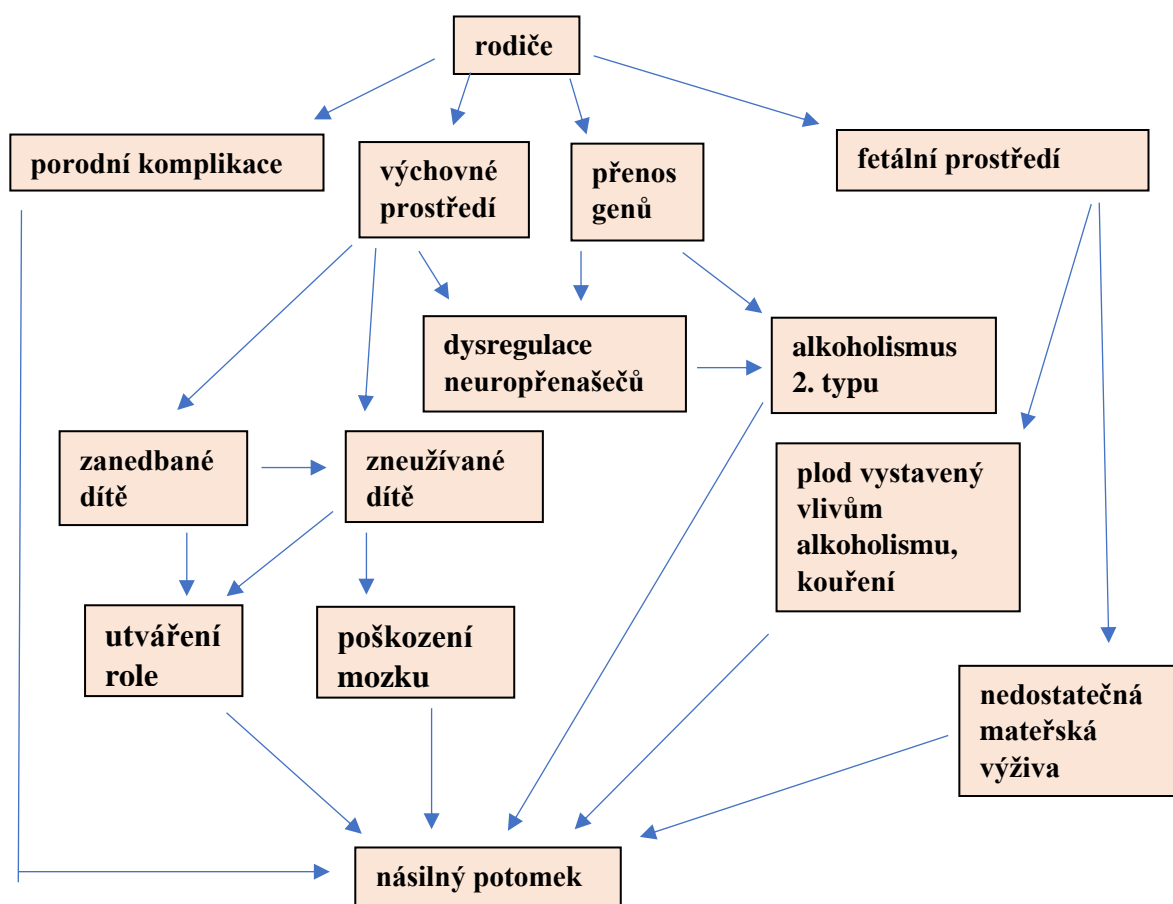 rodiče
porodní komplikace
výchovné
prostředí
přenos
genů
fetální prostředí
dysregulace
neuropřenašečů
alkoholismus
2. typu
zanedbané
dítě
zneužívané
dítě
plod vystavený
vlivům
alkoholismu,
kouření
utváření
role
poškození
mozku
nedostatečná
mateřská
výživa
násilný potomek